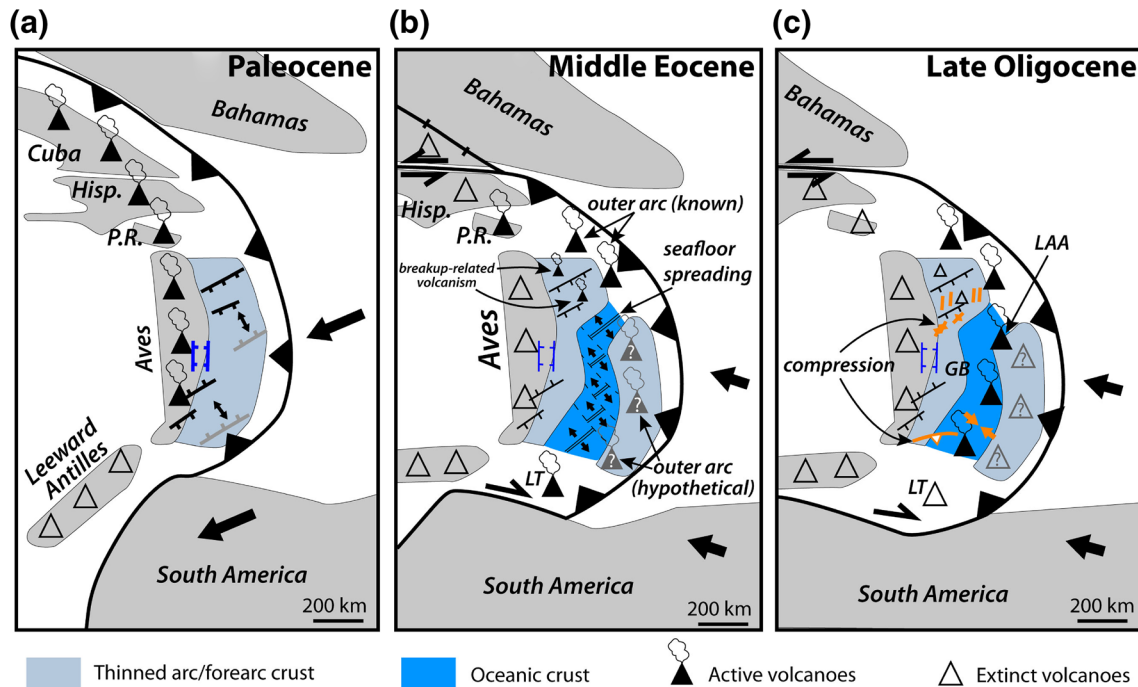 (a)
Paleocene
Bahamas
Cuba
Hisp.
P.R.
Aves
Leeward
Antilles
South America
200 km
(b)
Middle Eocene
Bahamas
Hisp.
P.R.
outer arc (known)
seafloor
spreading
breakup-related
volcanism
Aves
?
?
?
LT
outer arc
(hypothetical)
South America
200 km
(c)
Late Oligocene
Bahamas
LAA
compression
GB
?
?
?
LT
South America
200 km
Thinned arc/forearc crust
Oceanic crust
Active volcanoes
Extinct volcanoes